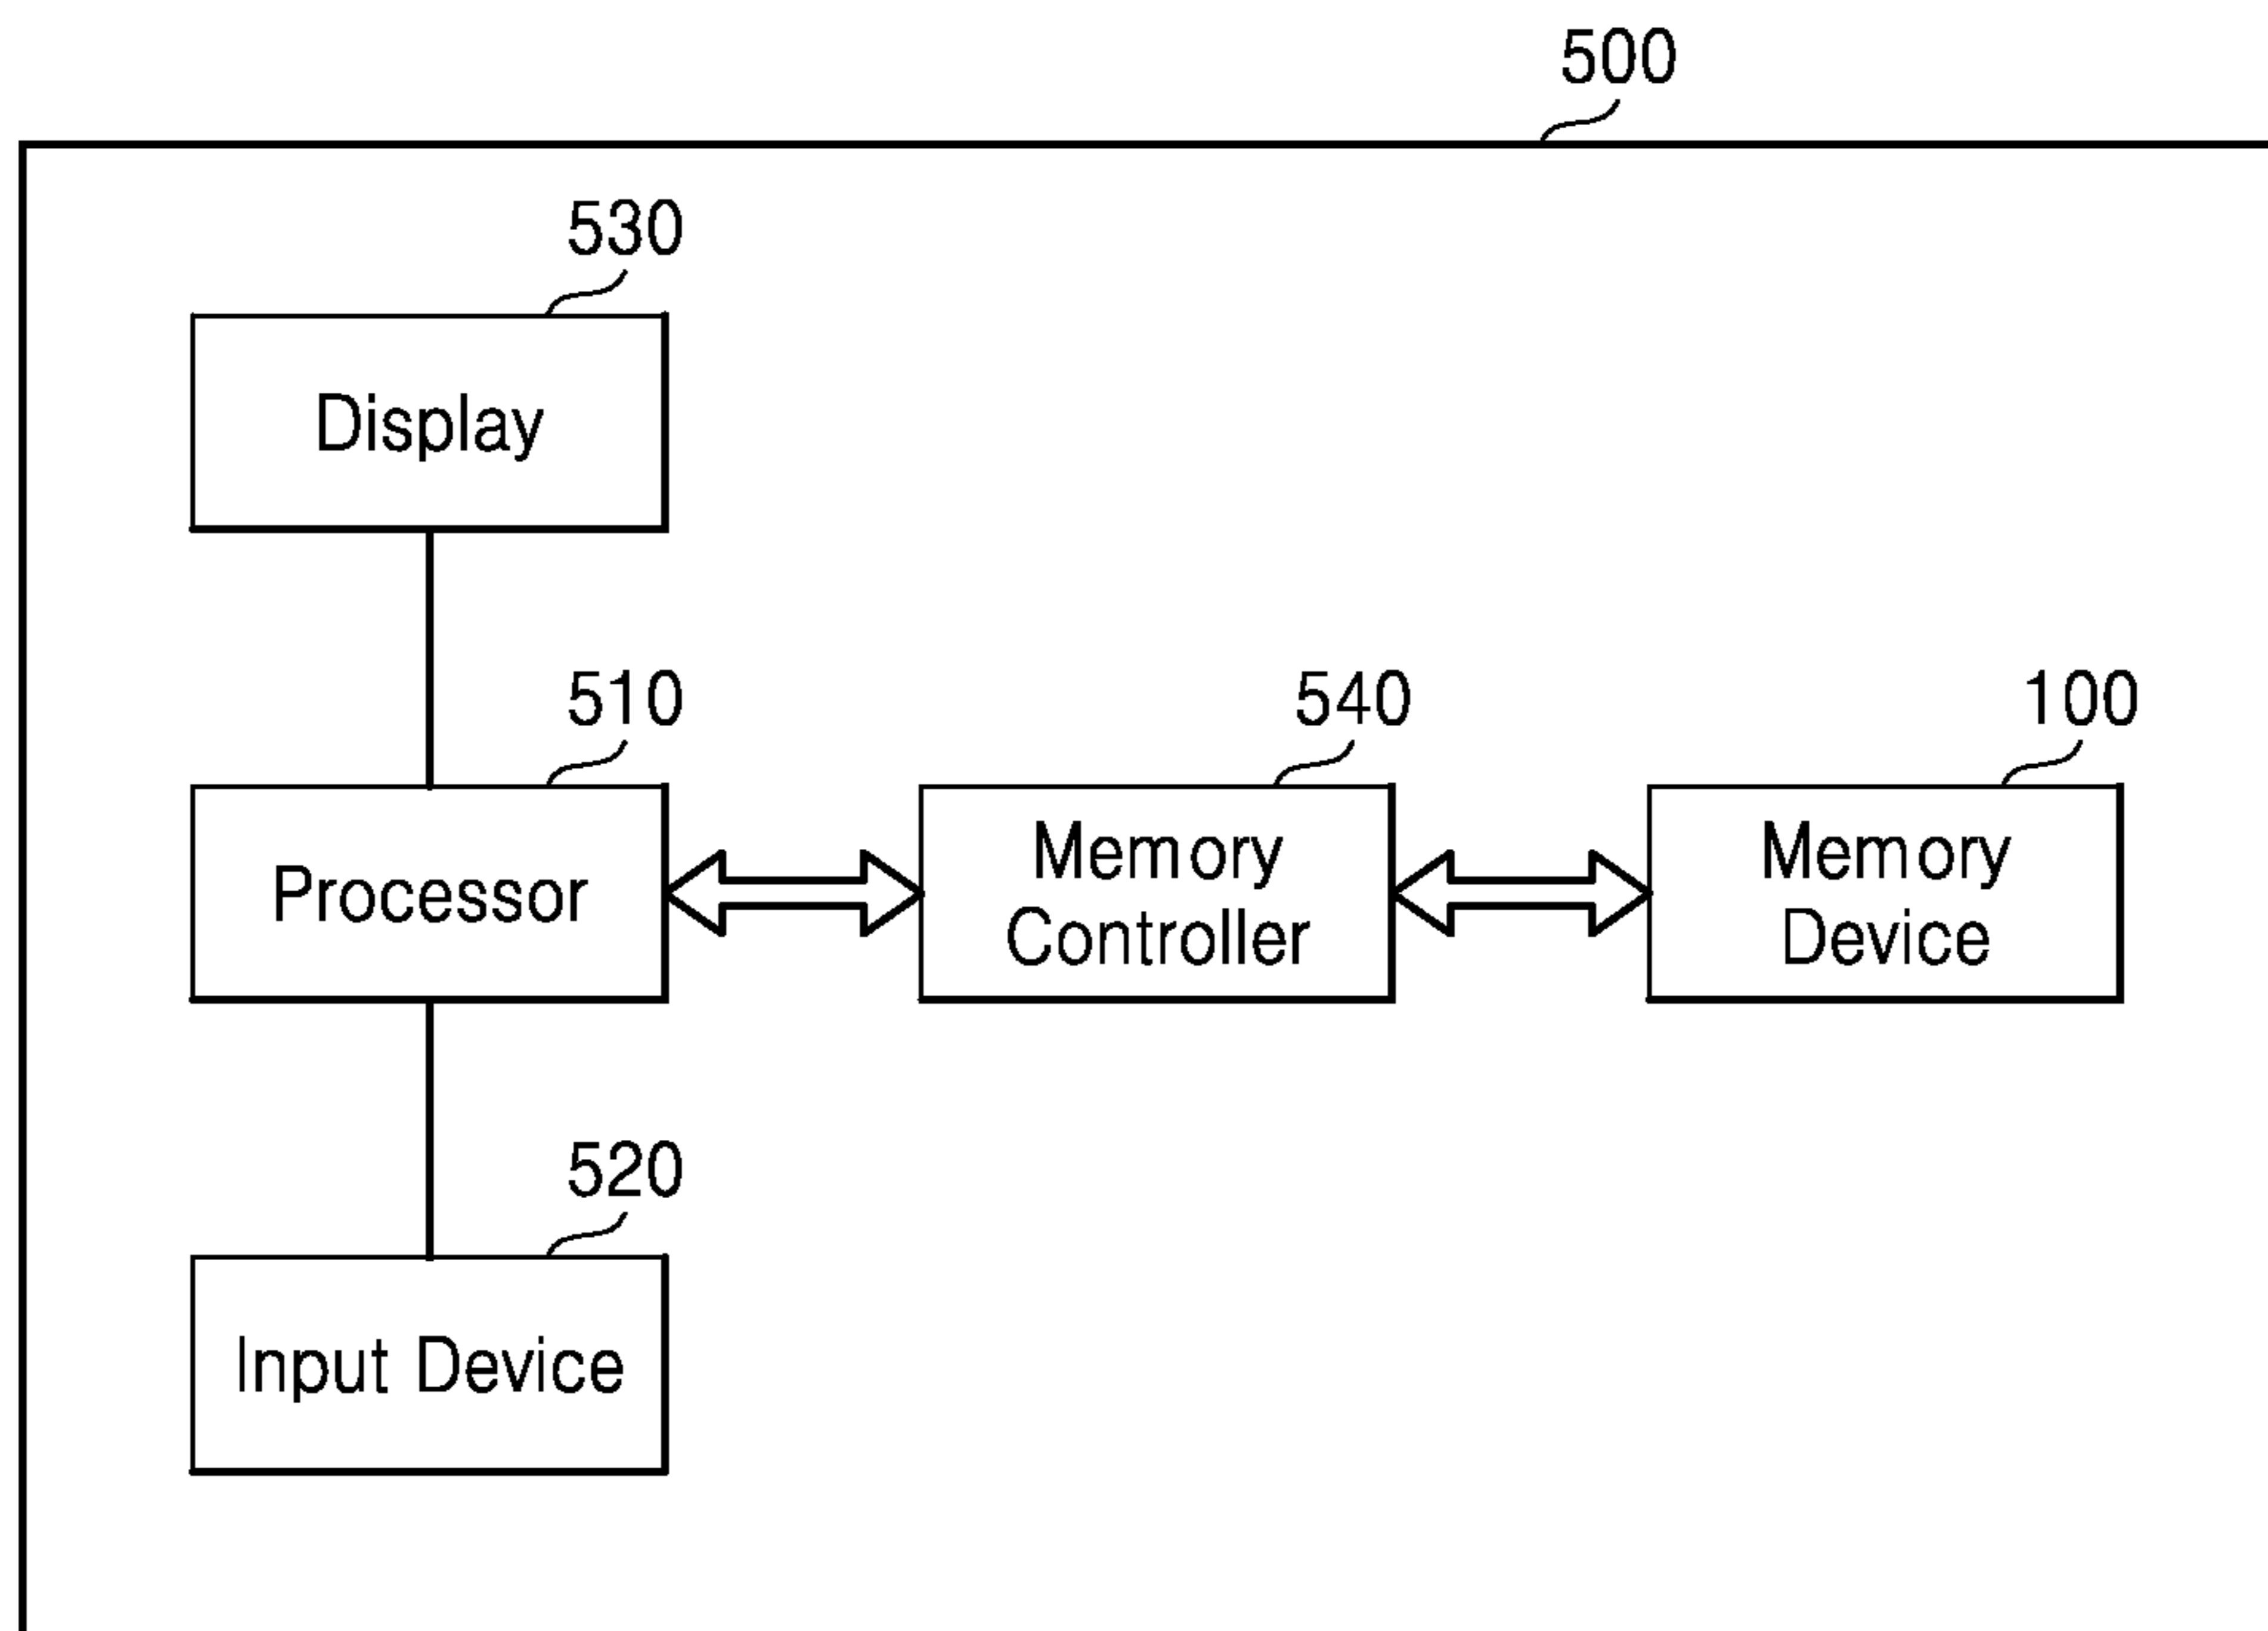 500
530
Display
510
540
100
Processor
Memory
Controller
Memory
Device
520
Input Device